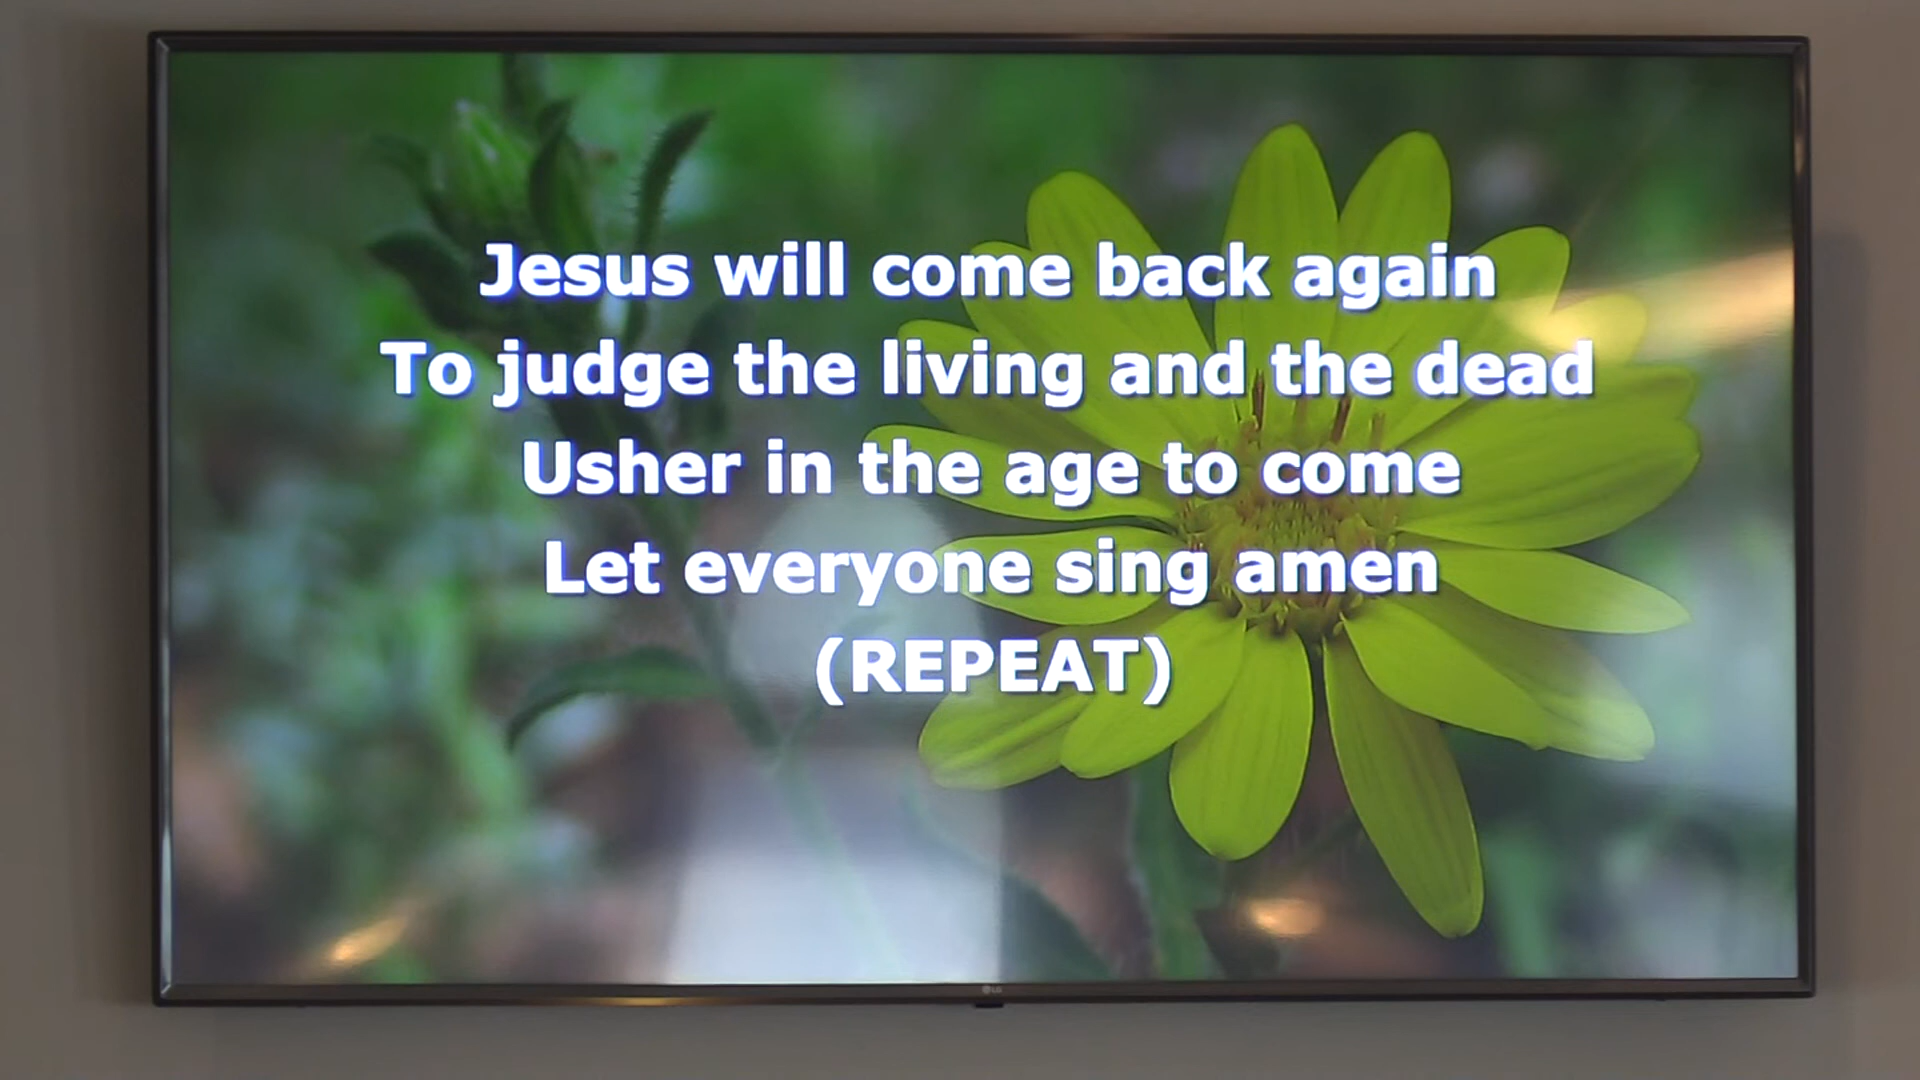 Jesus will come back again
To judge the living and the dead
Usher in the age to come
Let everyone sing amen
(REPEAT)
LG